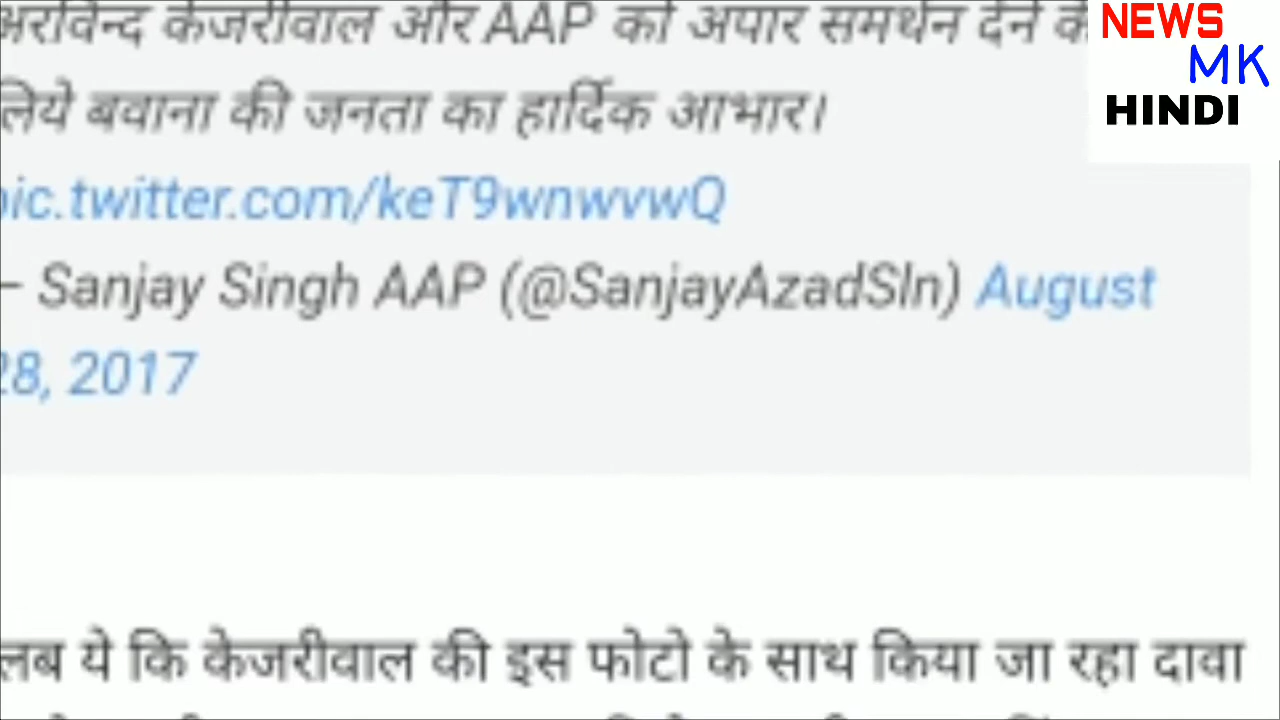 अरविन्द केजरीवाल और AAP को अपार समर्थन देने के
लिये बवाना की जनता का हार्दिक आभार।
pic.twitter.com/keT9wnwvwQ
– Sanjay Singh AAP (@SanjayAzadSln) August
28, 2017
लब ये कि केजरीवाल की इस फोटो के साथ किया जा रहा दावा
NEWS
MK
HINDI